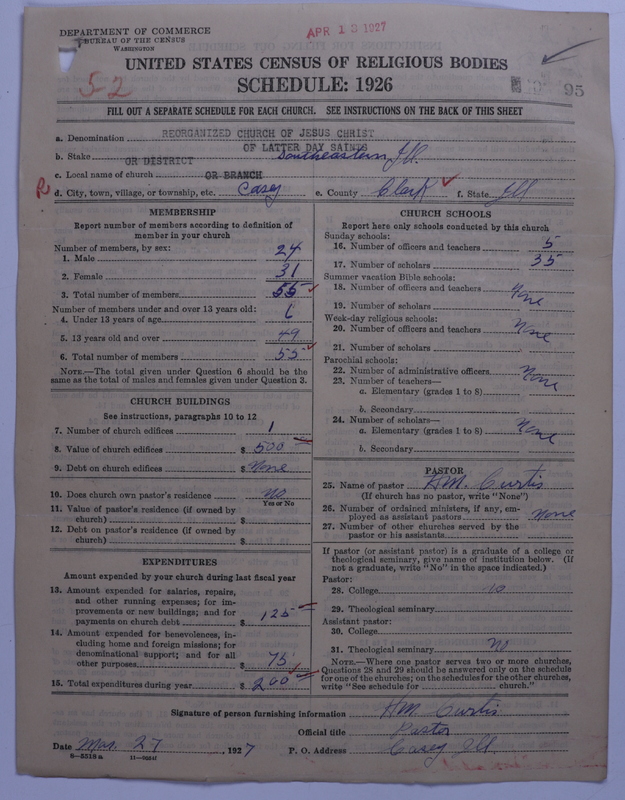 DEPARTMENT OF COMMERCE
BUREAU OF THE CENSUS
WASHINGTON
APR 13 1927
UNITED STATES CENSUS OF RELIGIOUS BODIES
SCHEDULE: 1926
5-2
95
FILL OUT A SEPARATE SCHEDULE FOR EACH CHURCH. SEE INSTRUCTIONS ON THE BACK OF THIS SHEET
a. Denomination REORGANIZED CHURCH OF JESUS CHRIST
OF LATTER DAY SAINTS
b. Stake OR DISTRICT Southeastern Ill.
c. Local name of church OR BRANCH
d. City, town, village, or township, etc. Casey e. County Clark f. State Ill
MEMBERSHIP
Report number of members according to definition of member in your church
Number of members, by sex:
1. Male 24
2. Female 31
3. Total number of members 55
Number of members under and over 13 years old:
4. Under 13 years of age 6
5. 13 years old and over 49
6. Total number of members 55
NOTE.—The total given under Question 6 should be the same as the total of males and females given under Question 3.
CHURCH BUILDINGS
See instructions, paragraphs 10 to 12
7. Number of church edifices 1
8. Value of church edifices $ 500
9. Debt on church edifices $ None
10. Does church own pastor's residence No
Yes or No
11. Value of pastor's residence (if owned by church) $
12. Debt on pastor's residence (if owned by church) $
EXPENDITURES
Amount expended by your church during last fiscal year
13. Amount expended for salaries, repairs, and other running expenses; for improvements or new buildings; and for payments on church debt $ 125
14. Amount expended for benevolences, including home and foreign missions; for denominational support; and for all other purposes $ 75
15. Total expenditures during year $ 200
CHURCH SCHOOLS
Report here only schools conducted by this church
Sunday schools:
16. Number of officers and teachers 5
17. Number of scholars 35
Summer vacation Bible schools:
18. Number of officers and teachers None
19. Number of scholars
Week-day religious schools:
20. Number of officers and teachers None
21. Number of scholars
Parochial schools:
22. Number of administrative officers None
23. Number of teachers—
a. Elementary (grades 1 to 8)
b. Secondary
24. Number of scholars—
a. Elementary (grades 1 to 8) None
b. Secondary
PASTOR
25. Name of pastor H.M. Curtis
(If church has no pastor, write "None")
26. Number of ordained ministers, if any, employed as assistant pastors None
27. Number of other churches served by the pastor or his assistants
If pastor (or assistant pastor) is a graduate of a college or theological seminary, give name of institution below. (If not a graduate, write "No" in the space indicated.)
Pastor:
28. College
29. Theological seminary
Assistant pastor:
30. College
31. Theological seminary No
NOTE.—Where one pastor serves two or more churches, Questions 28 and 29 should be answered only on the schedule for one of the churches; on the schedules for the other churches, write "See schedule for church."
Signature of person furnishing information H.M. Curtis
Official title Pastor
Date Mar. 27, 1927 P. O. Address Casey Ill